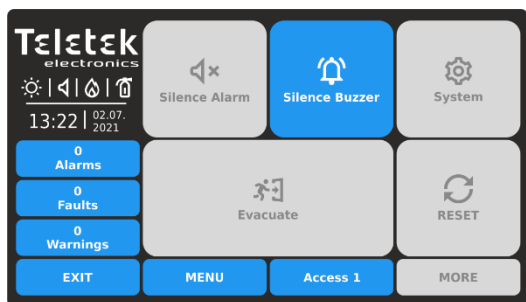 Teletek
electronics
13:22
02.07.
2021
Silence Alarm
Silence Buzzer
System
0
Alarms
0
Faults
0
Warnings
Evacuate
RESET
EXIT
MENU
Access 1
MORE